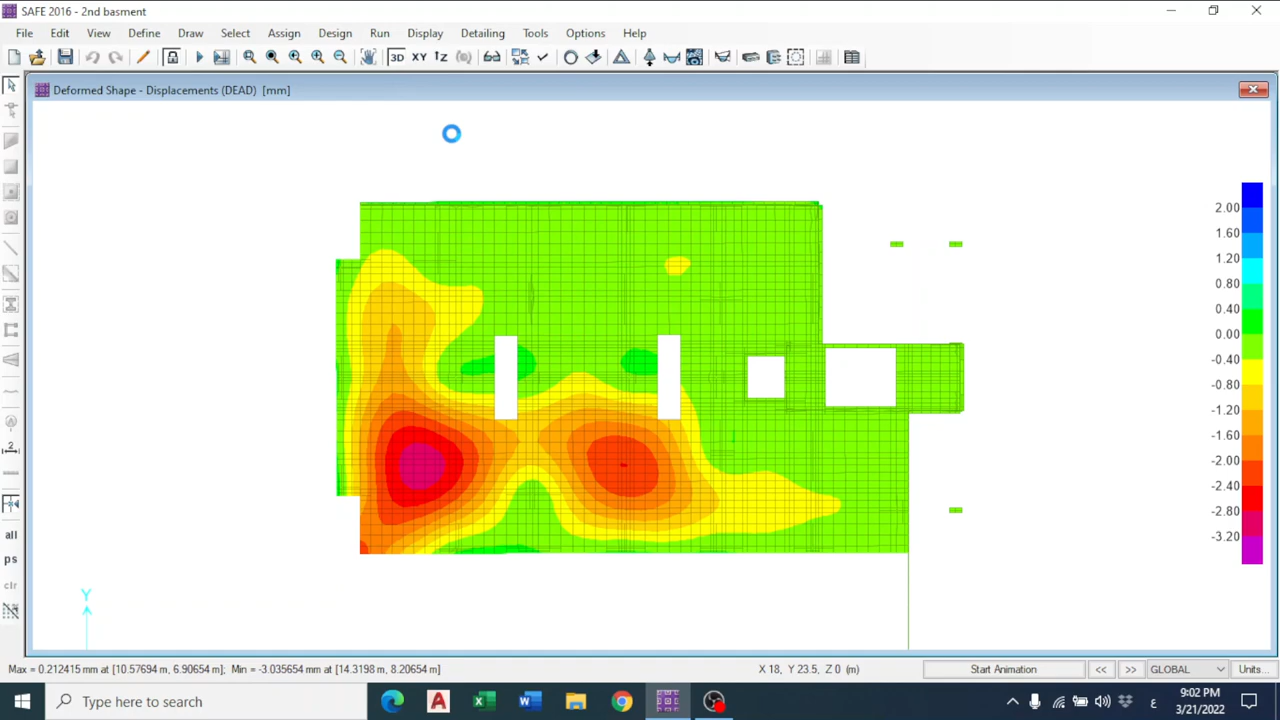 SAFE 2016 - 2nd basment
File Edit View Define Draw Select Assign Design Run Display Detailing Tools Options Help
3D XY
Deformed Shape - Displacements (DEAD) [mm]
2.00
1.60
1.20
0.80
0.40
0.00
-0.40
-0.80
-1.20
-1.60
-2.00
-2.40
-2.80
-3.20
2
all
ps
clr
Y
Max = 0.212415 mm at [10.57694 m, 6.90654 m]; Min = -3.035654 mm at [14.3198 m, 8.20654 m]
X 18, Y 23.5, Z 0 (m)
Start Animation
<<
>>
GLOBAL
Units...
Type here to search
ع
9:02 PM
3/21/2022